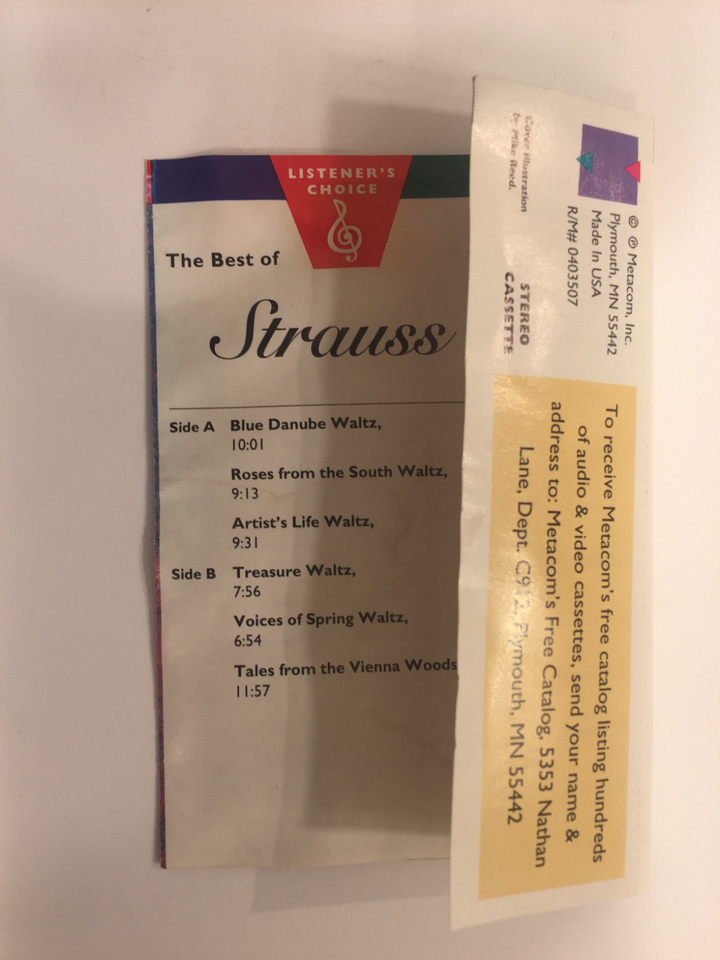 LISTENER'S
CHOICE
The Best of
Strauss
Side A Blue Danube Waltz,
10:01
Roses from the South Waltz,
9:13
Artist's Life Waltz,
9:31
Side B Treasure Waltz,
7:56
Voices of Spring Waltz,
6:54
Tales from the Vienna Woods
11:57
© ℗ Metacom, Inc.
Plymouth, MN 55442
Made In USA
R/M# 0403507
Cover Illustration
by Mike Reed.
STEREO
CASSETTE
To receive Metacom's free catalog listing hundreds
of audio & video cassettes, send your name &
address to: Metacom's Free Catalog, 5353 Nathan
Lane, Dept. C912, Plymouth, MN 55442